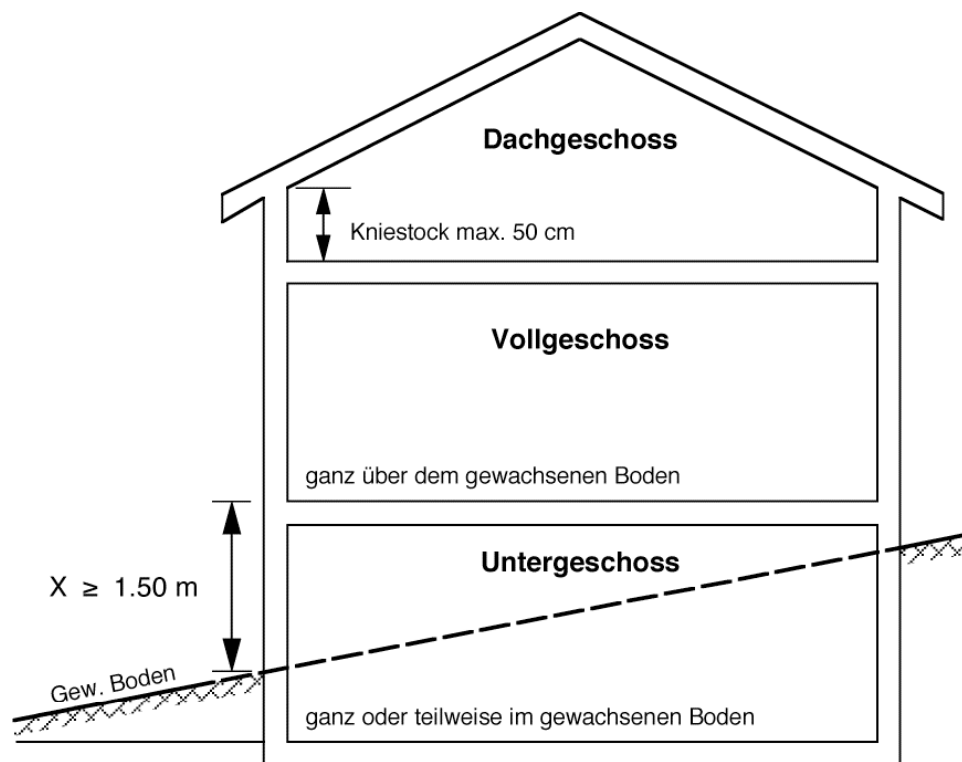 Dachgeschoss
Kniestock max. 50 cm
Vollgeschoss
ganz über dem gewachsenen Boden
Untergeschoss
X ≥ 1.50 m
Gew. Boden
ganz oder teilweise im gewachsenen Boden